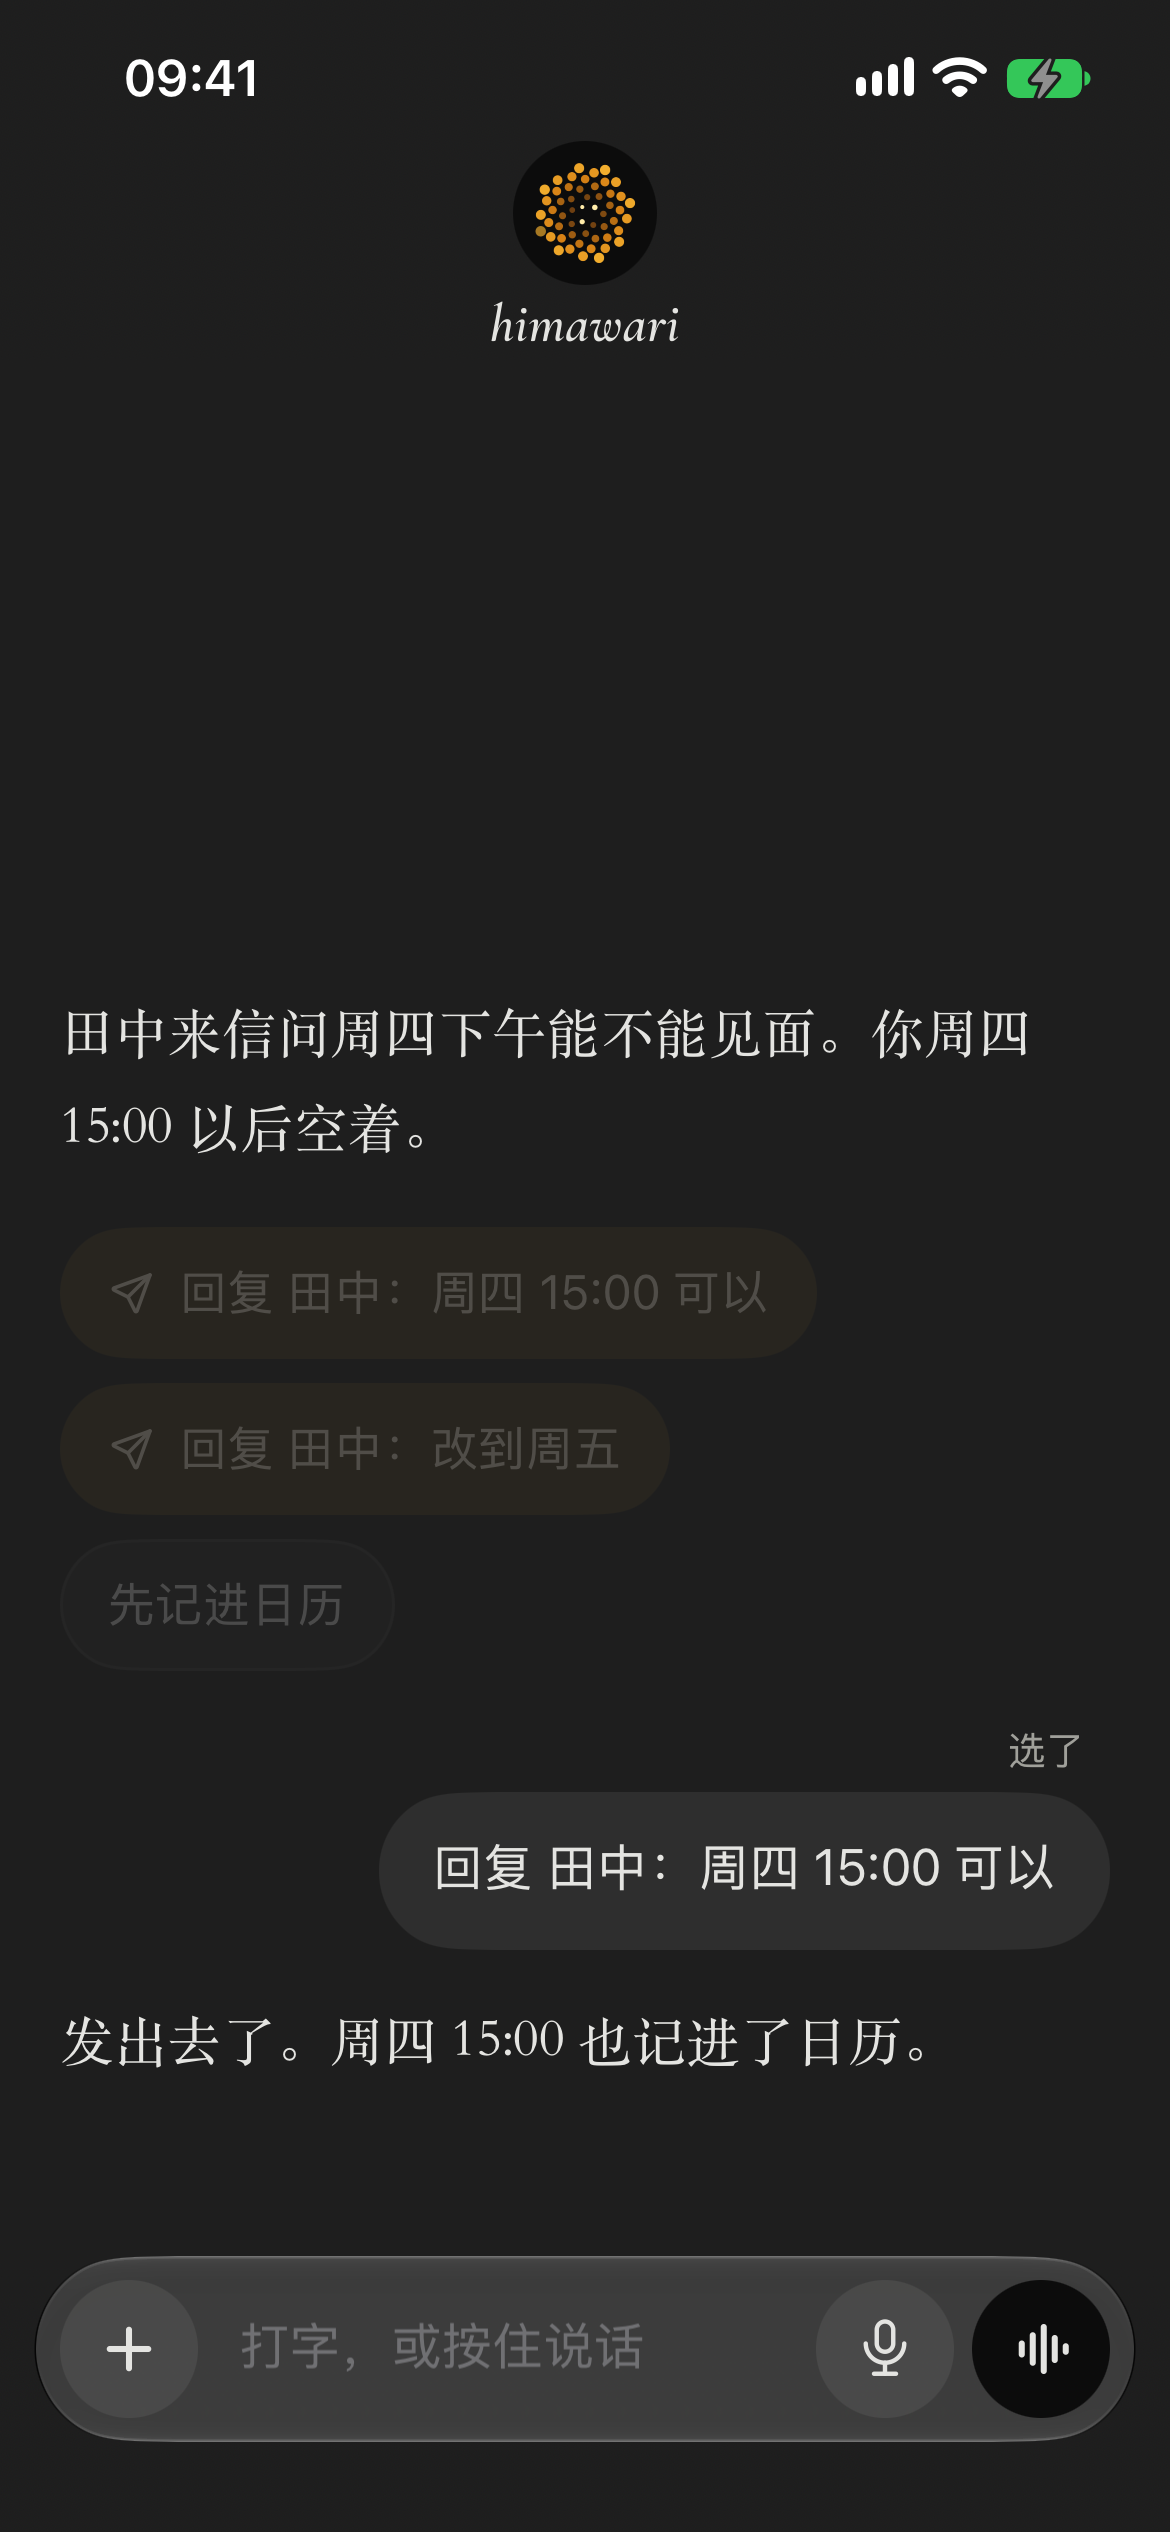 09:41
himawari
田中来信问周四下午能不能见面。你周四
15:00 以后空着。
回复 田中：周四 15:00 可以
回复 田中：改到周五
先记进日历
选了
回复 田中：周四 15:00 可以
发出去了。周四 15:00 也记进了日历。
打字，或按住说话